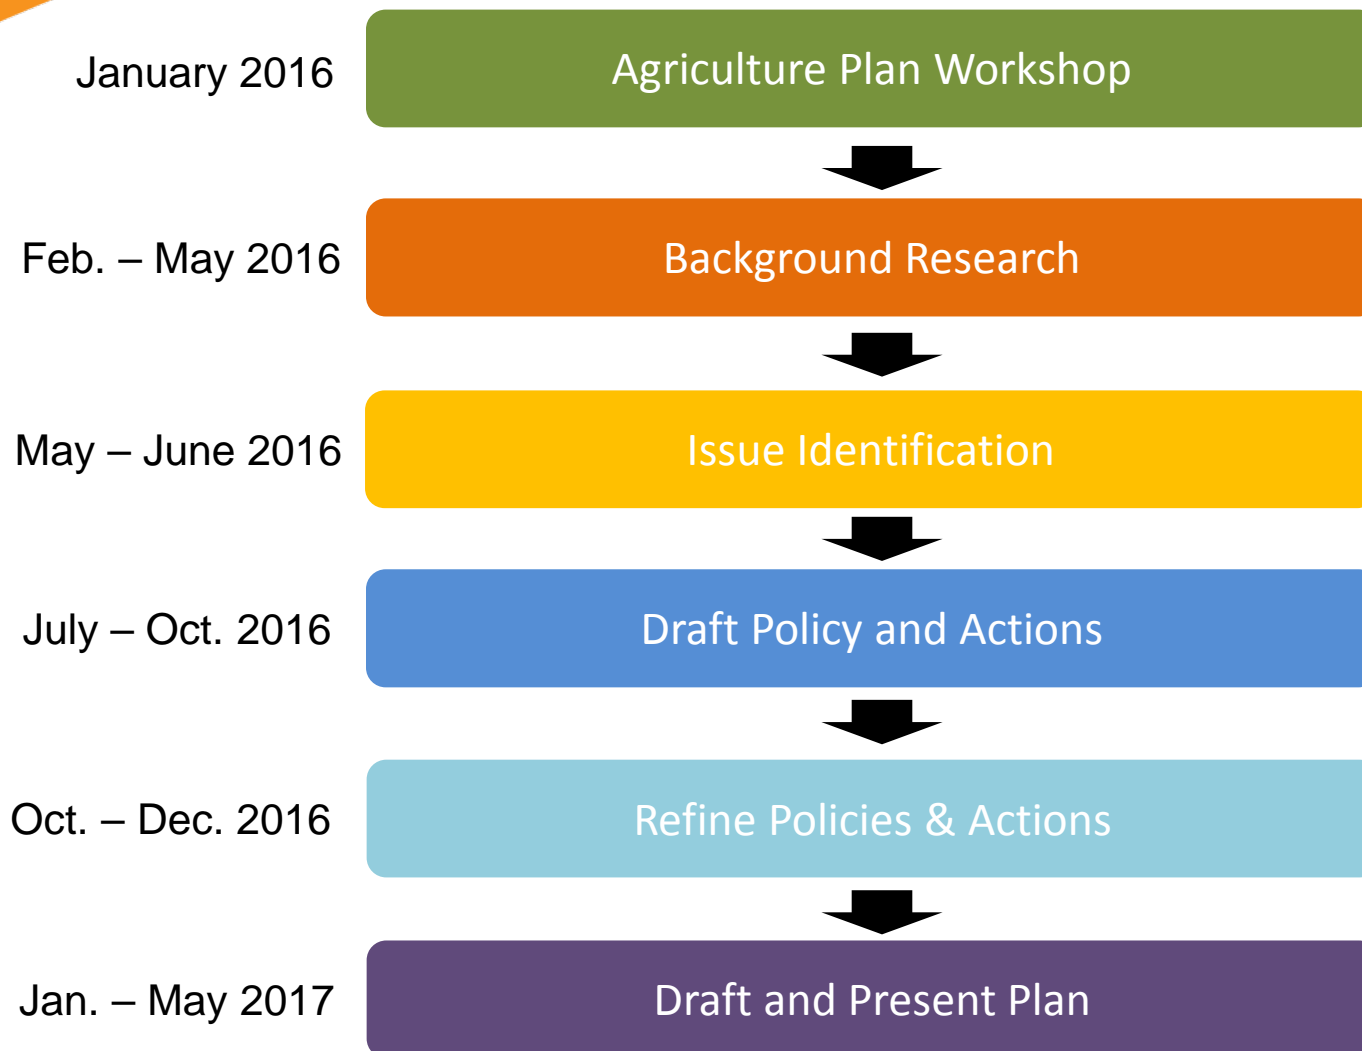 January 2016
Agriculture Plan Workshop
Feb. – May 2016
Background Research
May – June 2016
Issue Identification
July – Oct. 2016
Draft Policy and Actions
Oct. – Dec. 2016
Refine Policies & Actions
Jan. – May 2017
Draft and Present Plan